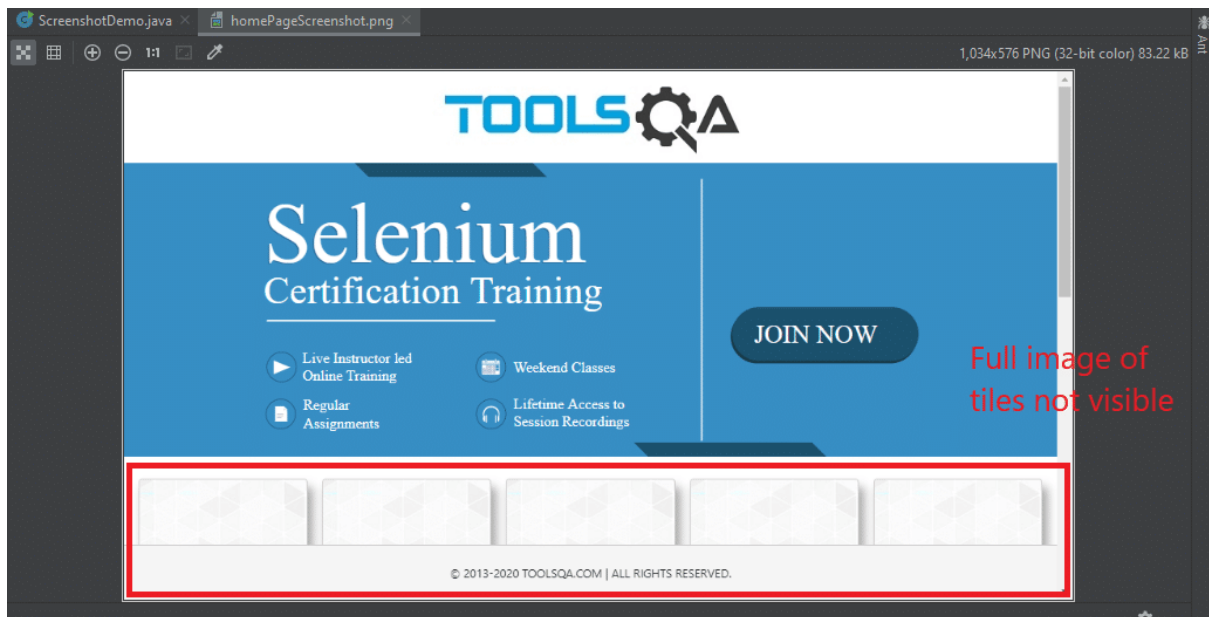 ScreenshotDemo.java
homePageScreenshot.png
1:1
1,034x576 PNG (32-bit color) 83.22 kB
Ant
TOOLSQA
Selenium
Certification Training
JOIN NOW
Live Instructor led
Online Training
Weekend Classes
Regular
Assignments
Lifetime Access to
Session Recordings
Full image of
tiles not visible
© 2013-2020 TOOLSQA.COM | ALL RIGHTS RESERVED.